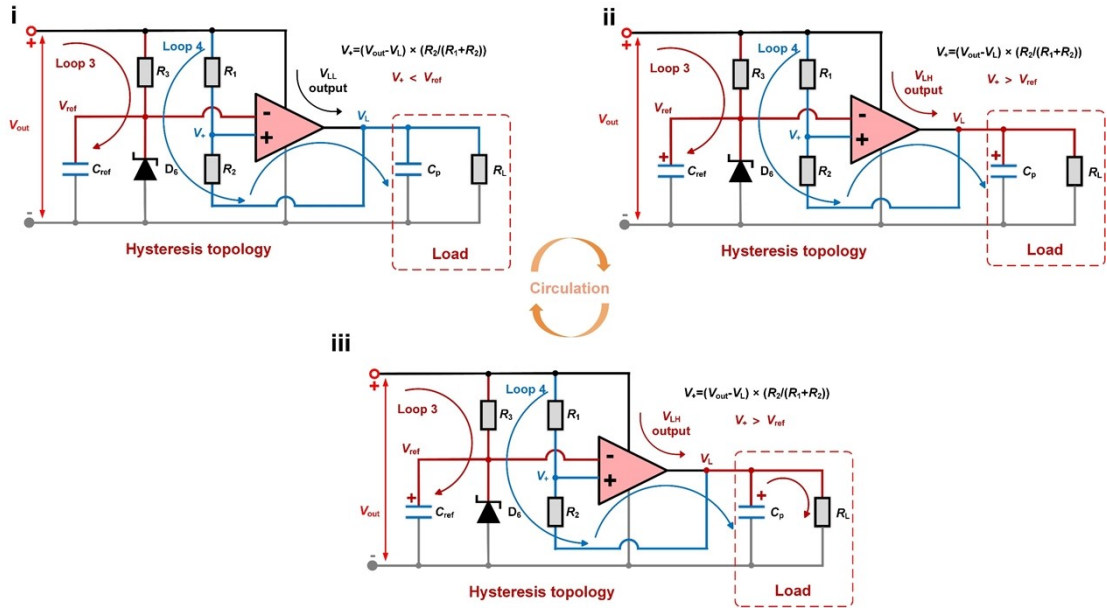 i
+
Loop 3
Loop 4
R3
R1
V+=(Vout-VL) × (R2/(R1+R2))
VLL
output
V+ < Vref
Vref
Vout
-
+
V+
VL
Cref
D6
R2
Cp
RL
-
Hysteresis topology
Load
ii
+
Loop 3
Loop 4
R3
R1
V+=(Vout-VL) × (R2/(R1+R2))
VLH
output
V+ > Vref
Vref
Vout
-
+
V+
VL
+
Cref
D6
R2
+
Cp
RL
-
Hysteresis topology
Load
Circulation
iii
+
Loop 3
Loop 4
R3
R1
V+=(Vout-VL) × (R2/(R1+R2))
VLH
output
V+ > Vref
Vref
Vout
-
+
V+
VL
+
Cref
D6
R2
+
Cp
RL
-
Hysteresis topology
Load